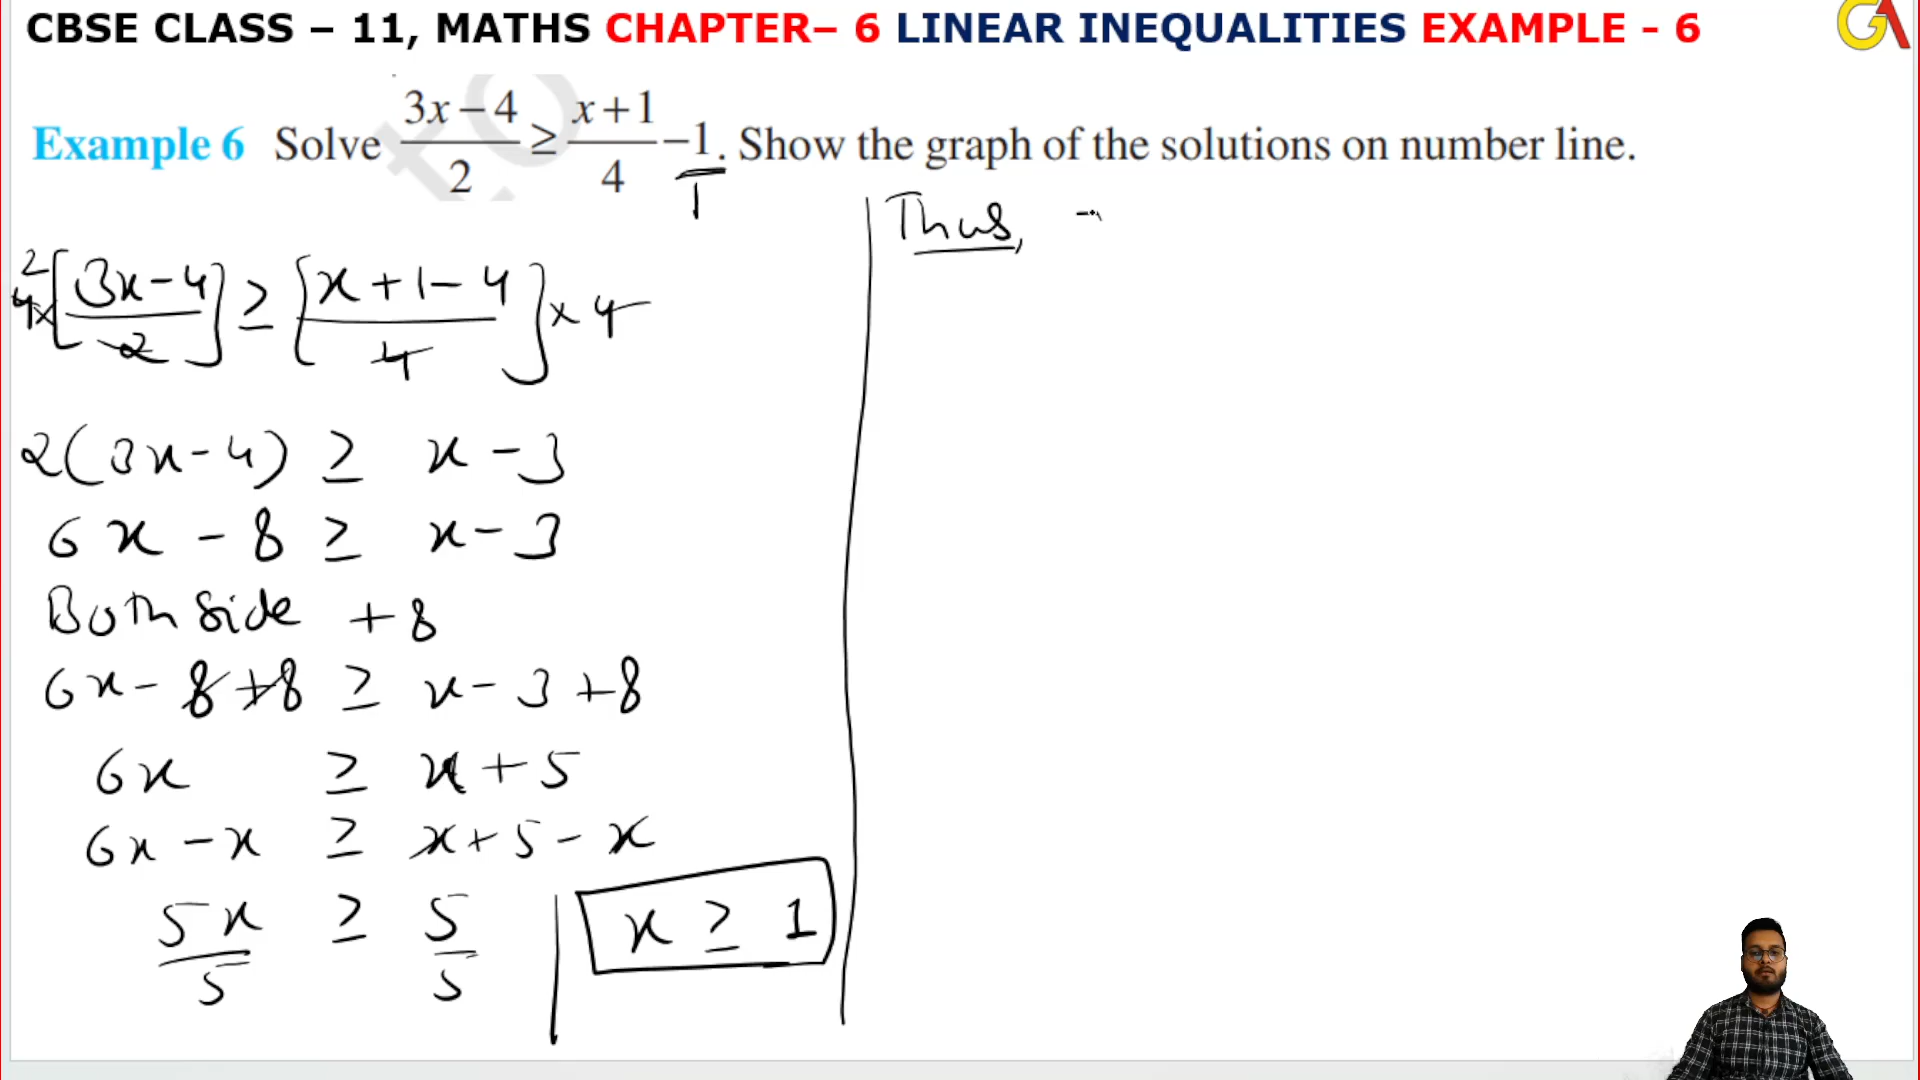 CBSE CLASS – 11, MATHS CHAPTER– 6 LINEAR INEQUALITIES EXAMPLE - 6
GA
Example 6 Solve (3x – 4)/2 ≥ (x + 1)/4 – 1. Show the graph of the solutions on number line.
1
4×[(3x – 4)/2] ≥ [(x + 1 – 4)/4] × 4
2
2(3x – 4) ≥ x – 3
6x – 8 ≥ x – 3
Both side + 8
6x – 8 + 8 ≥ x – 3 + 8
6x ≥ x + 5
6x – x ≥ x + 5 – x
5x/5 ≥ 5/5
x ≥ 1
Thus,